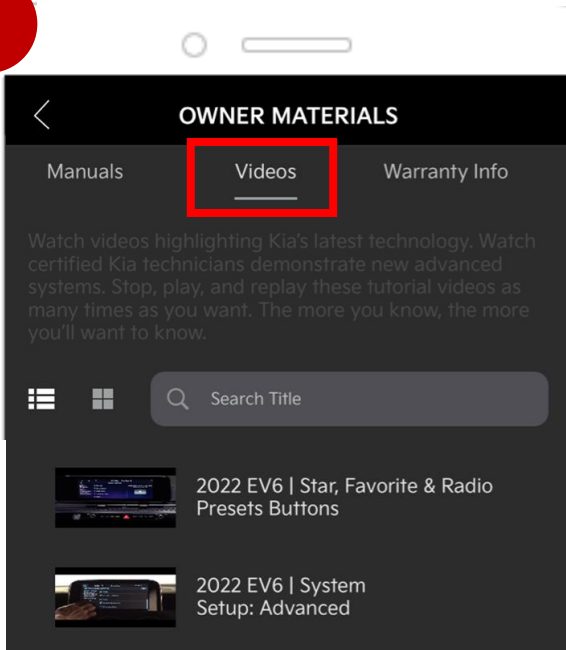 OWNER MATERIALS
Manuals
Videos
Warranty Info
Watch videos highlighting Kia's latest technology. Watch
certified Kia technicians demonstrate new advanced
systems. Stop, play, and replay these tutorial videos as
many times as you want. The more you know, the more
you'll want to know.
Search Title
2022 EV6 | Star, Favorite & Radio
Presets Buttons
2022 EV6 | System
Setup: Advanced